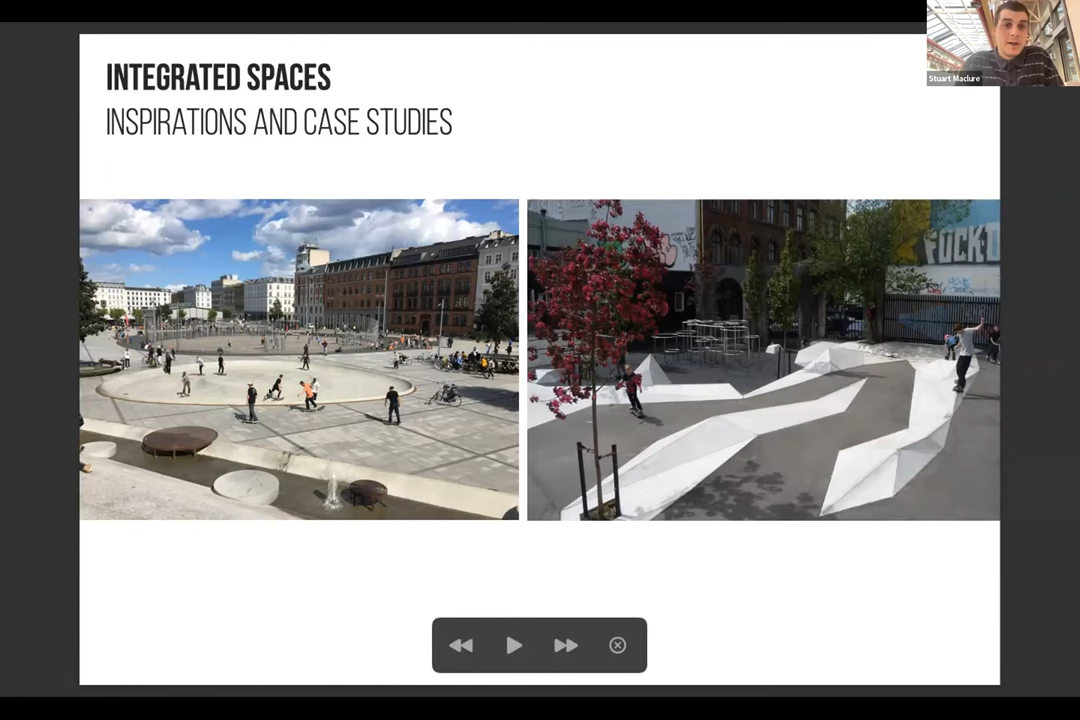 Stuart Maclure
INTEGRATED SPACES
INSPIRATIONS AND CASE STUDIES